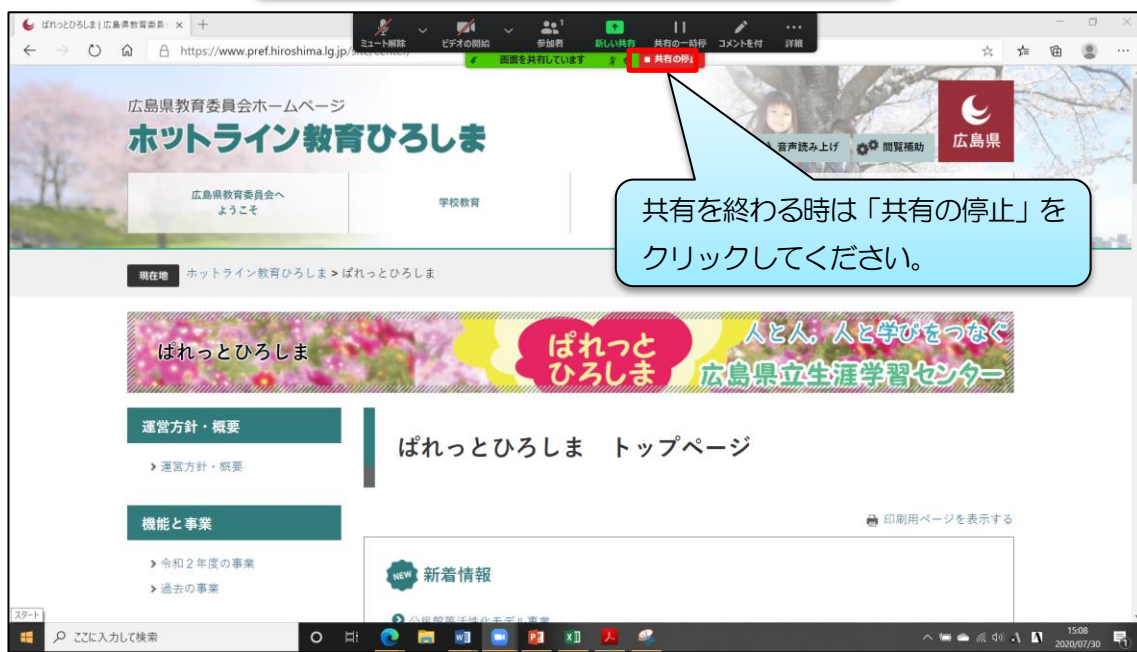 ぱれっとひろしま | 広島県教育委員
https://www.pref.hiroshima.lg.jp/
ミュート解除
ビデオの開始
1
参加者
新しい共有
共有の一時停
コメントを付
詳細
画面を共有しています
共有の停止
広島県教育委員会ホームページ
ホットライン教育ひろしま
音声読み上げ
閲覧補助
広島県
広島県教育委員会へ
ようこそ
学校教育
共有を終わる時は「共有の停止」を
クリックしてください。
現在地 ホットライン教育ひろしま > ぱれっとひろしま
ぱれっとひろしま
ぱれっと
ひろしま
人と人，人と学びをつなぐ
広島県立生涯学習センター
運営方針・概要
運営方針・概要
ぱれっとひろしま トップページ
機能と事業
印刷用ページを表示する
令和2年度の事業
過去の事業
NEW 新着情報
公民館等活性化モデル事業
スタート
ここに入力して検索
15:08
2020/07/30